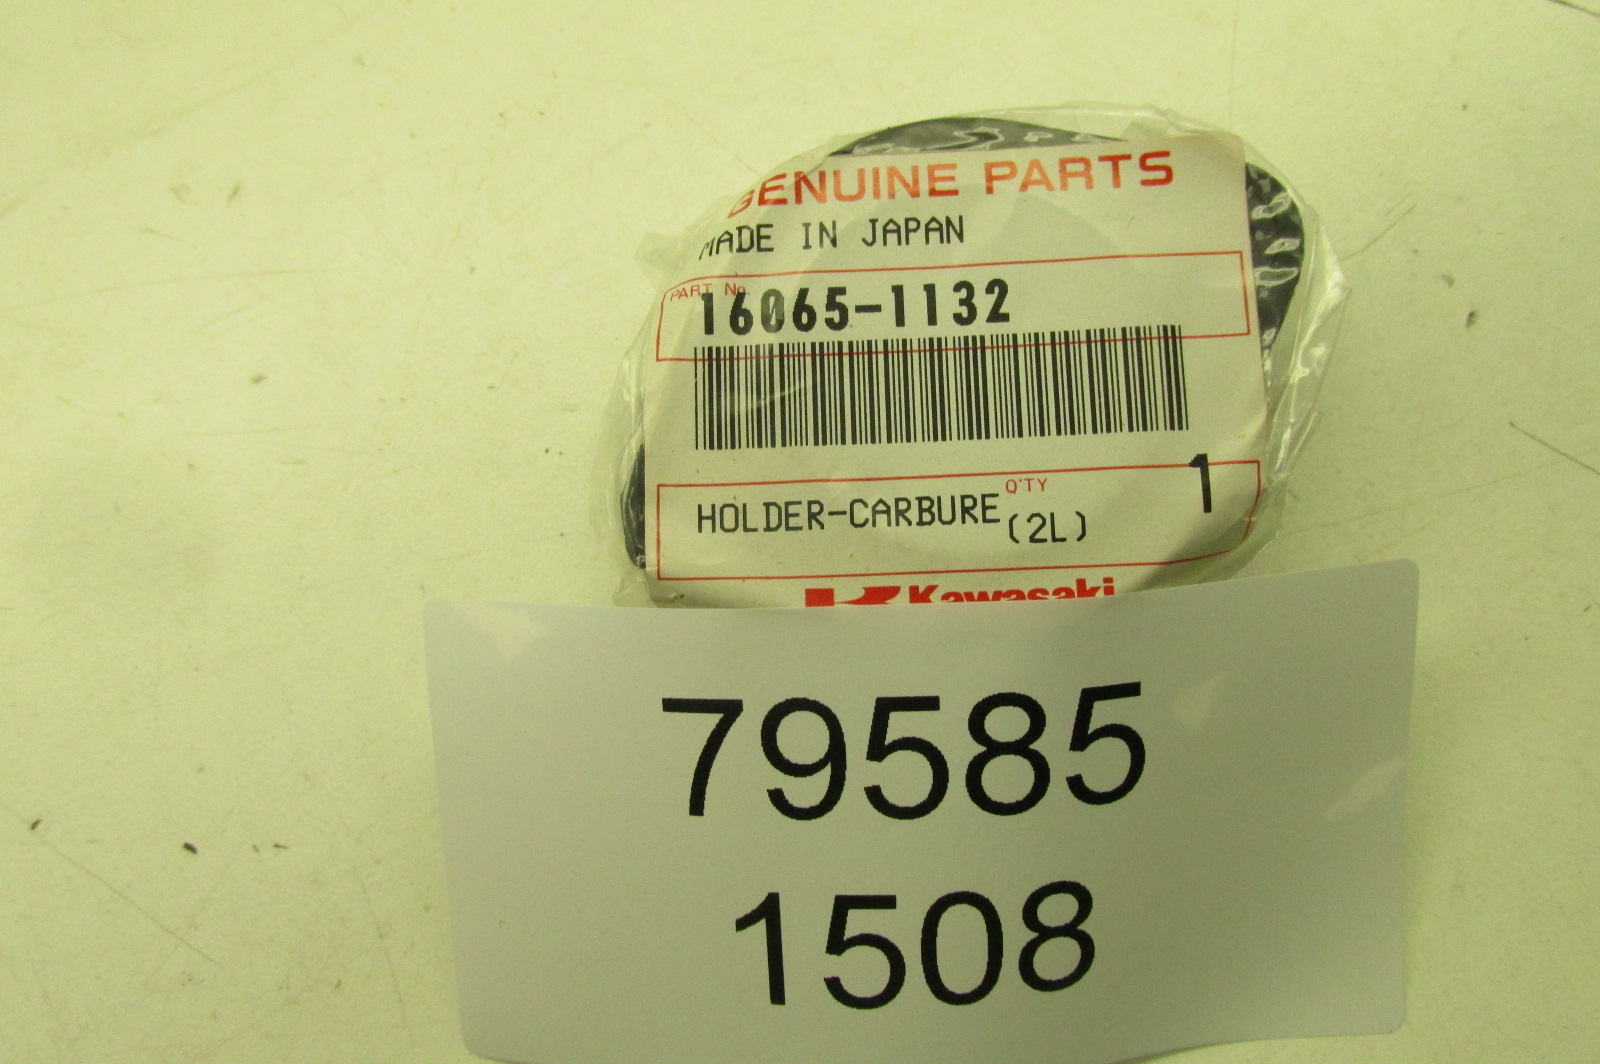 GENUINE PARTS
MADE IN JAPAN
PART No.
16065-1132
HOLDER-CARBURE Q'TY 1
(2L)
Kawasaki
79585
1508